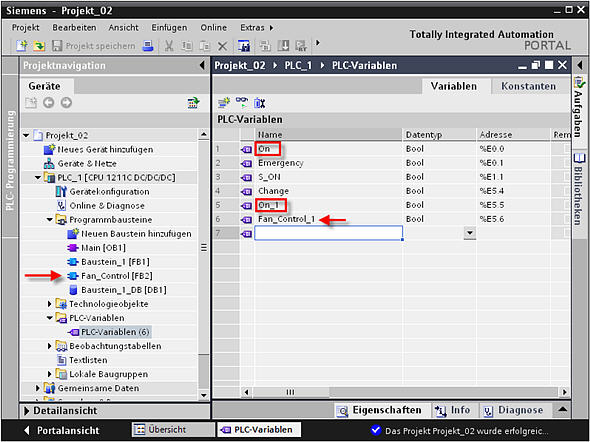 Siemens - Projekt_02
Projekt Bearbeiten Ansicht Einfügen Online Extras
Projekt speichern
Totally Integrated Automation
PORTAL
Projektnavigation
Projekt_02 PLC_1 PLC-Variablen
Geräte
Variablen Konstanten
PLC-Variablen
Name Datentyp Adresse Rem
1 On Bool %E0.0
2 Emergency Bool %E0.1
3 S_ON Bool %E1.1
4 Change Bool %E5.4
5 On_1 Bool %E5.5
6 Fan_Control_1 Bool %E5.6
7
Projekt_02
Neues Gerät hinzufügen
Geräte & Netze
PLC_1 [CPU 1211C DC/DC/DC]
Gerätekonfiguration
Online & Diagnose
Programmbausteine
Neuen Baustein hinzufügen
Main [OB1]
Baustein_1 [FB1]
Fan_Control [FB2]
Baustein_1_DB [DB1]
Technologieobjekte
PLC-Variablen
PLC-Variablen (6)
Beobachtungstabellen
Textlisten
Lokale Baugruppen
Gemeinsame Daten
PLC-Programmierung
Aufgaben
Bibliotheken
Detailansicht
Eigenschaften Info Diagnose
Portalansicht Übersicht PLC-Variablen Das Projekt Projekt_02 wurde erfolgreic...